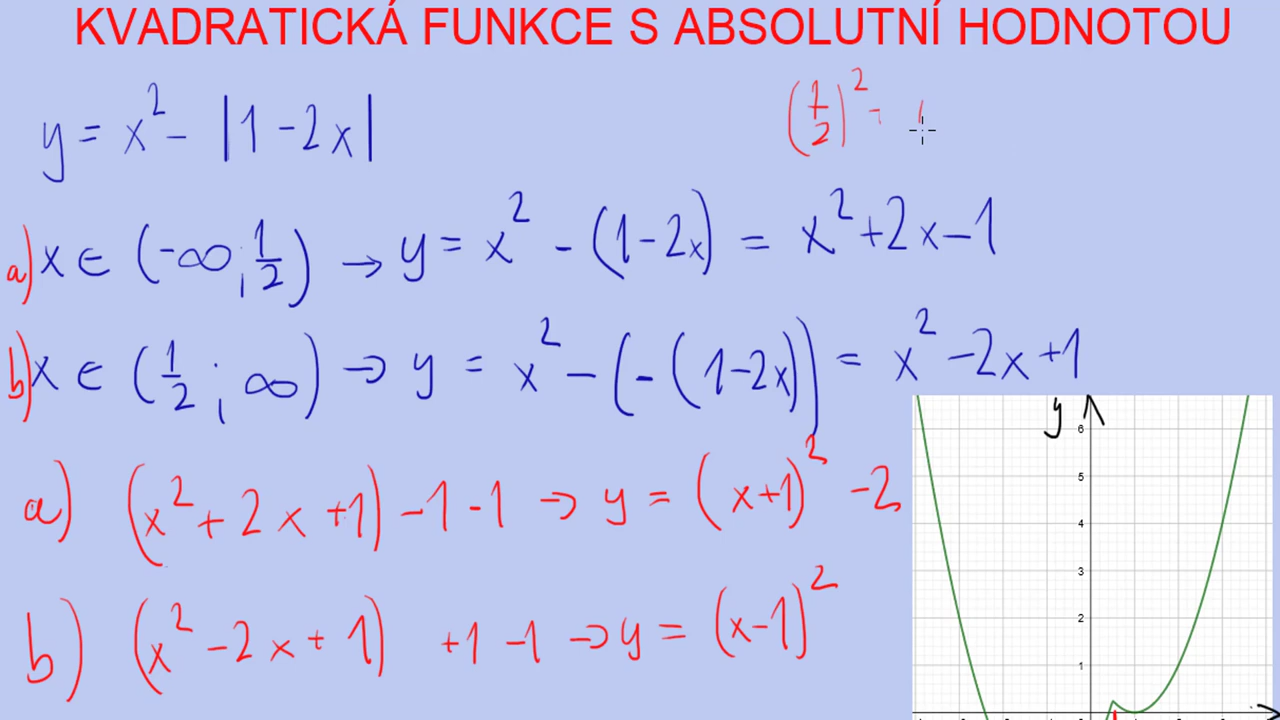 KVADRATICKÁ FUNKCE S ABSOLUTNÍ HODNOTOU
y = x² - |1-2x|
(1/2)² -
a) x ∈ (-∞; 1/2) → y = x² - (1-2x) = x²+2x-1
b) x ∈ (1/2; ∞) → y = x² - (-(1-2x)) = x²-2x+1
a) (x²+2x+1) -1-1 → y = (x+1)² -2
b) (x²-2x+1) +1-1 → y = (x-1)²
y
6
5
4
3
2
1